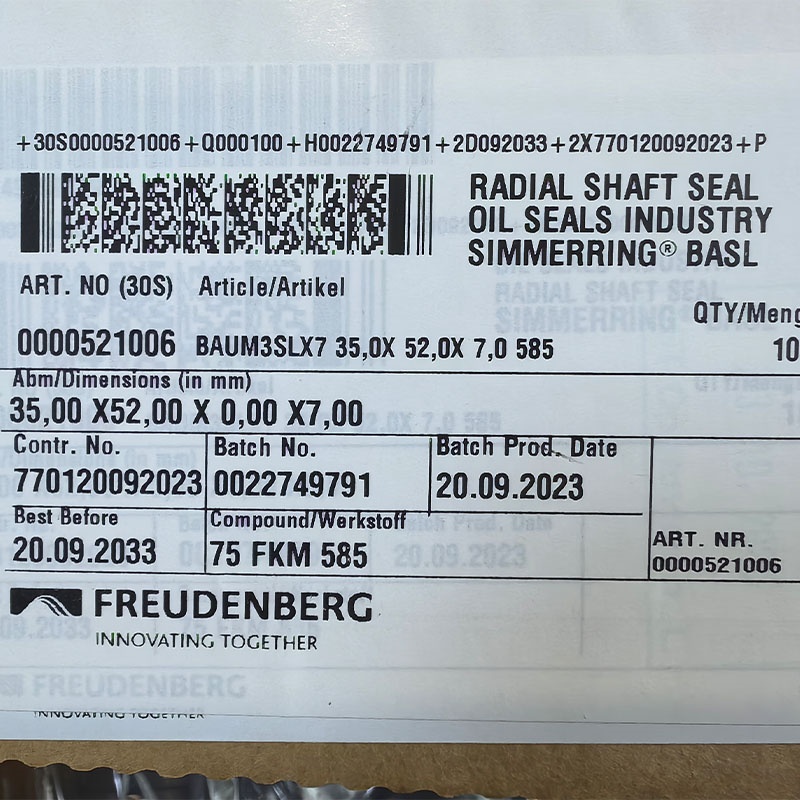 +30S0000521006+Q000100+H0022749791+2D092033+2X770120092023+P
RADIAL SHAFT SEAL
OIL SEALS INDUSTRY
SIMMERRING® BASL
ART. NO (30S) Article/Artikel
QTY/Meng
0000521006 BAUM3SLX7 35,0X 52,0X 7,0 585
10
Abm/Dimensions (in mm)
35,00 X52,00 X 0,00 X7,00
Contr. No. Batch No. Batch Prod. Date
770120092023 0022749791 20.09.2023
Best Before Compound/Werkstoff
20.09.2033 75 FKM 585
ART. NR.
0000521006
FREUDENBERG
INNOVATING TOGETHER
FREUDENBERG
INNOVATING TOGETHER